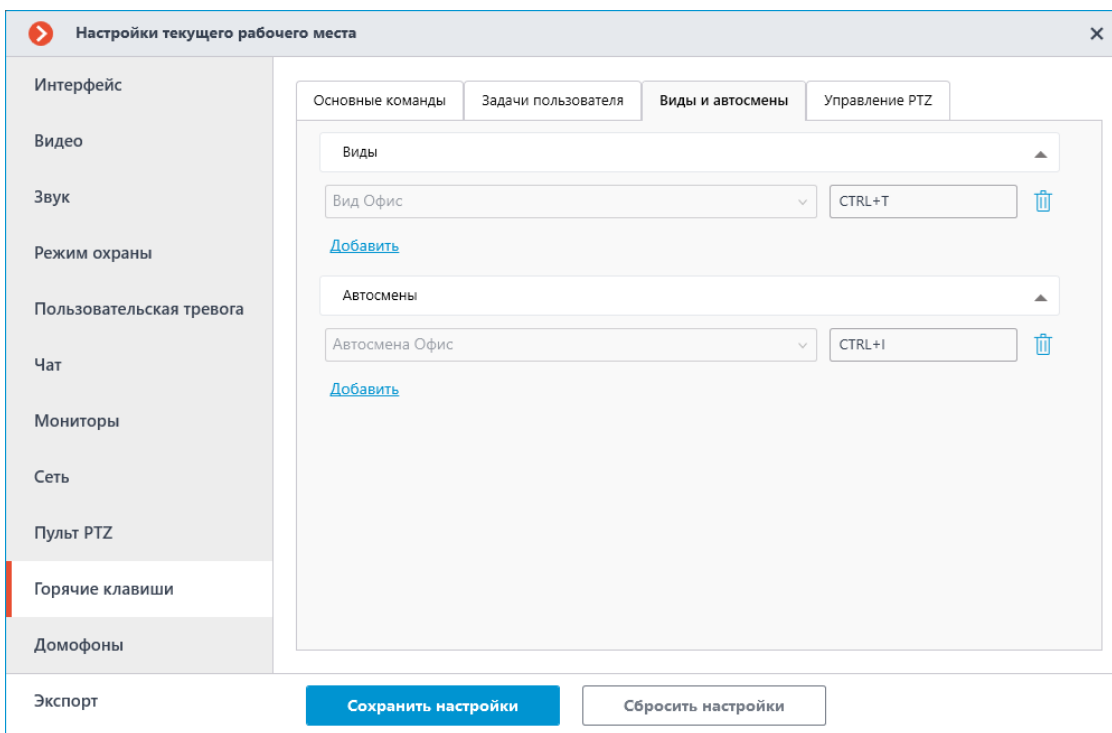 Настройки текущего рабочего места
Интерфейс
Видео
Звук
Режим охраны
Пользовательская тревога
Чат
Мониторы
Сеть
Пульт PTZ
Горячие клавиши
Домофоны
Экспорт
Основные команды
Задачи пользователя
Виды и автосмены
Управление PTZ
Виды
Вид Офис
CTRL+T
Добавить
Автосмены
Автосмена Офис
CTRL+I
Добавить
Сохранить настройки
Сбросить настройки